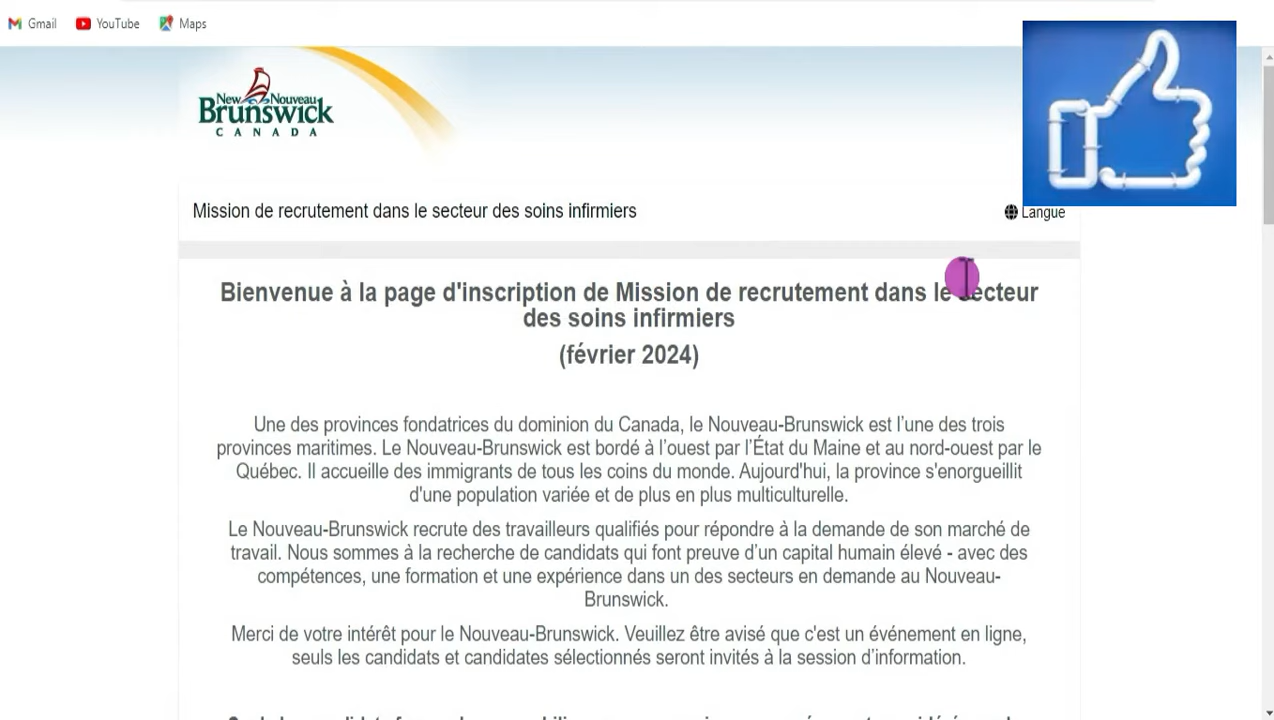 Gmail YouTube Maps
New Nouveau
Brunswick
CANADA
Mission de recrutement dans le secteur des soins infirmiers
Langue
Bienvenue à la page d'inscription de Mission de recrutement dans le secteur
des soins infirmiers
(février 2024)
Une des provinces fondatrices du dominion du Canada, le Nouveau-Brunswick est l’une des trois
provinces maritimes. Le Nouveau-Brunswick est bordé à l’ouest par l’État du Maine et au nord-ouest par le
Québec. Il accueille des immigrants de tous les coins du monde. Aujourd'hui, la province s'enorgueillit
d'une population variée et de plus en plus multiculturelle.
Le Nouveau-Brunswick recrute des travailleurs qualifiés pour répondre à la demande de son marché de
travail. Nous sommes à la recherche de candidats qui font preuve d’un capital humain élevé - avec des
compétences, une formation et une expérience dans un des secteurs en demande au Nouveau-
Brunswick.
Merci de votre intérêt pour le Nouveau-Brunswick. Veuillez être avisé que c'est un événement en ligne,
seuls les candidats et candidates sélectionnés seront invités à la session d’information.